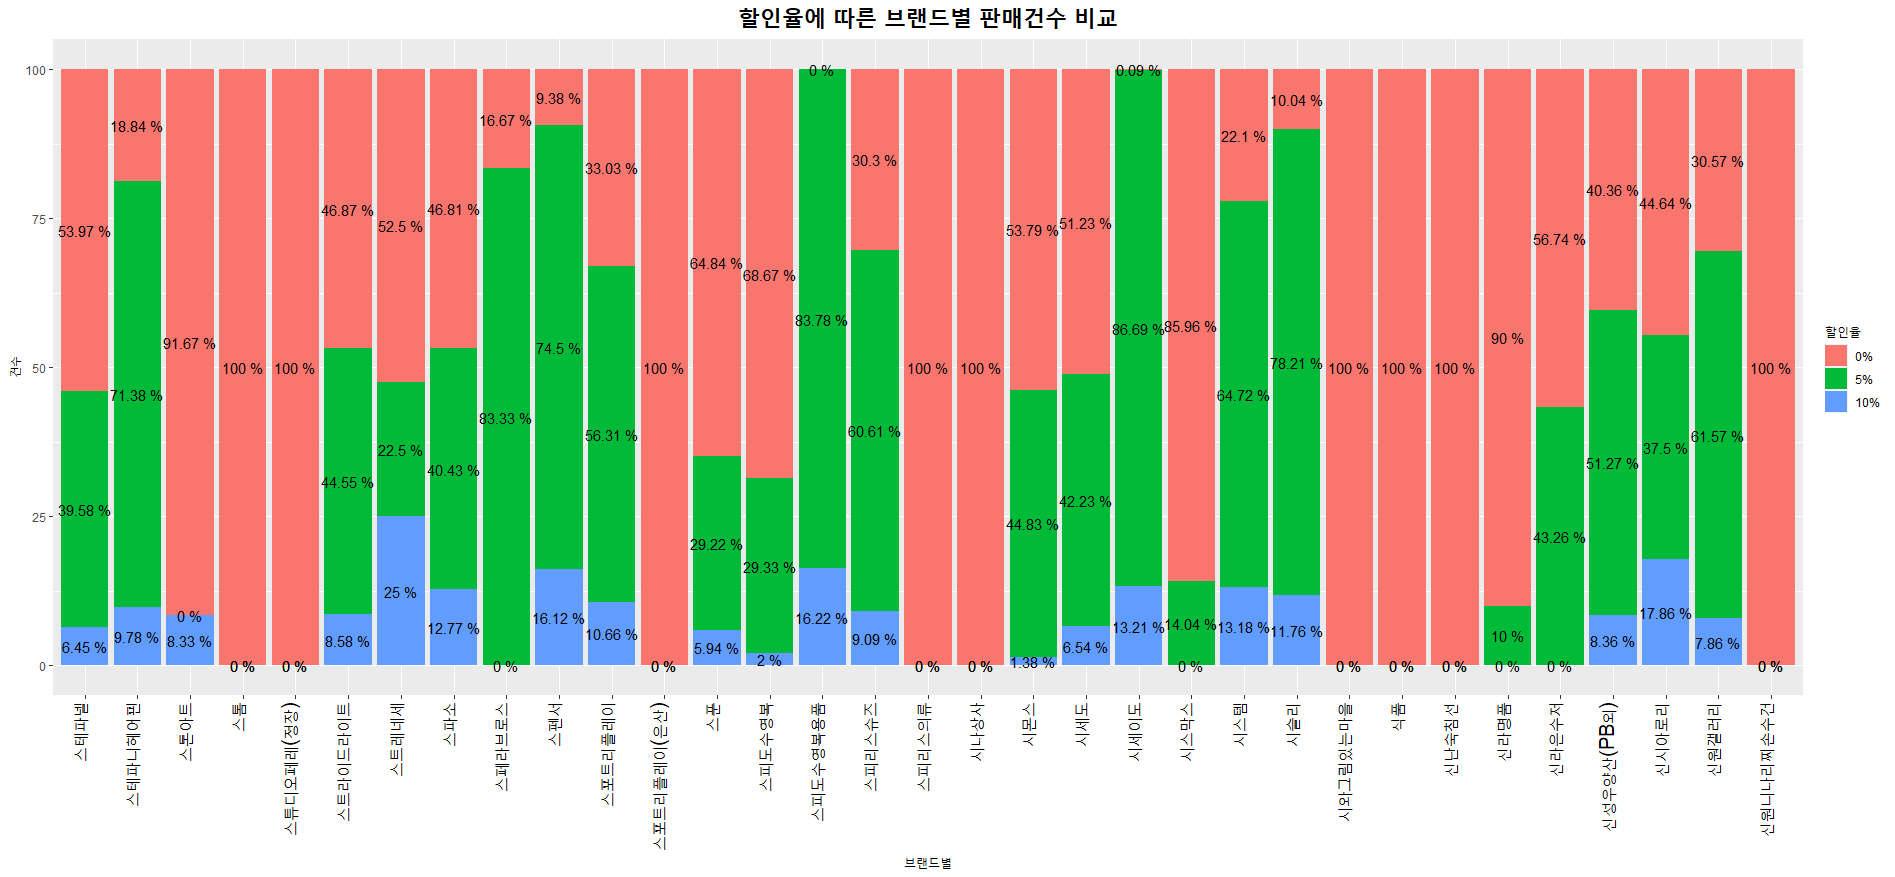 할인율에 따른 브랜드별 판매건수 비교
건수
100
75
50
25
0
53.97 %
39.58 %
6.45 %
18.84 %
71.38 %
9.78 %
91.67 %
0 %
8.33 %
100 %
0 %
100 %
0 %
46.87 %
44.55 %
8.58 %
52.5 %
22.5 %
25 %
46.81 %
40.43 %
12.77 %
16.67 %
83.33 %
0 %
9.38 %
74.5 %
16.12 %
33.03 %
56.31 %
10.66 %
100 %
0 %
64.84 %
29.22 %
5.94 %
68.67 %
29.33 %
2 %
0 %
83.78 %
16.22 %
30.3 %
60.61 %
9.09 %
100 %
0 %
100 %
0 %
53.79 %
44.83 %
1.38 %
51.23 %
42.23 %
6.54 %
0.09 %
86.69 %
13.21 %
85.96 %
14.04 %
0 %
22.1 %
64.72 %
13.18 %
10.04 %
78.21 %
11.76 %
100 %
0 %
100 %
0 %
100 %
0 %
90 %
10 %
0 %
56.74 %
43.26 %
0 %
40.36 %
51.27 %
8.36 %
44.64 %
37.5 %
17.86 %
30.57 %
61.57 %
7.86 %
100 %
0 %
스테파넬
스테파니헤어핀
스톤아트
스톰
스튜디오페레(정장)
스트라이드라이트
스트레네세
스파소
스페라브로스
스펜서
스포트리플레이
스포트리플레이(은산)
스푼
스피도수영복
스피도수영복용품
스피리스슈즈
스피리스의류
시나상사
시몬스
시세도
시세이도
시스막스
시스템
시슬리
시와그림있는마을
식품
신난숙침선
신라명품
신라은수저
신성우양산(PB외)
신시아로리
신원갤러리
신원니나리찌손수건
브랜드별
할인율
0%
5%
10%